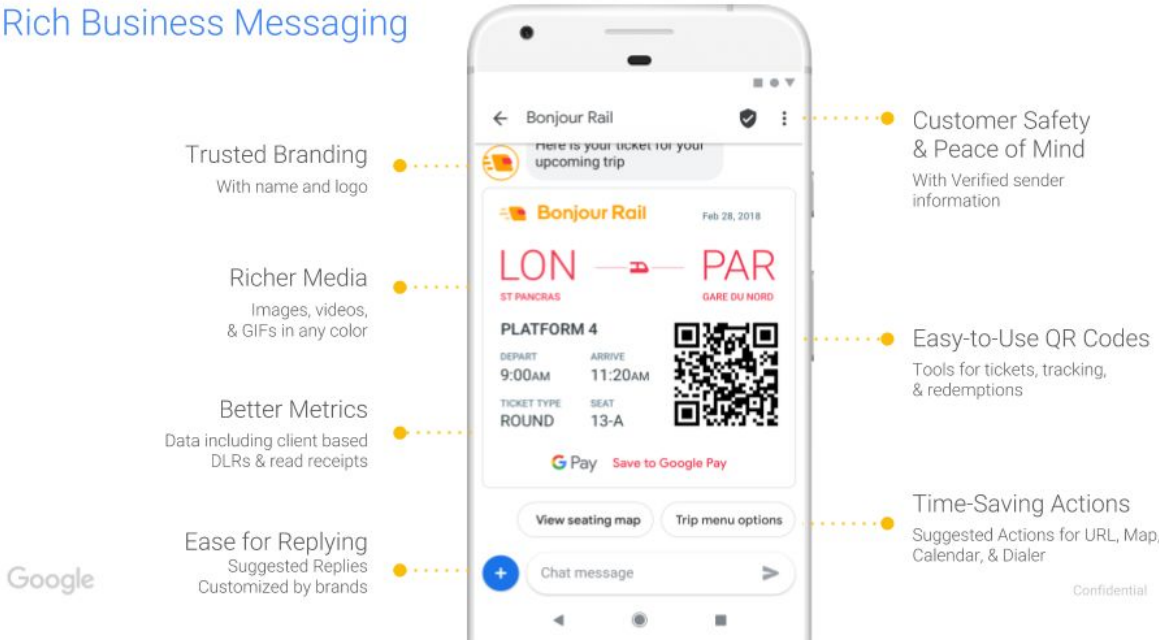 Rich Business Messaging
Trusted Branding
With name and logo
Richer Media
Images, videos,
& GIFs in any color
Better Metrics
Data including client based
DLRs & read receipts
Ease for Replying
Suggested Replies
Customized by brands
Google
Bonjour Rail
Here is your ticket for your
upcoming trip
Bonjour Rail
Feb 28, 2018
LON
PAR
ST PANCRAS
GARE DU NORD
PLATFORM 4
DEPART
ARRIVE
9:00AM
11:20AM
TICKET TYPE
SEAT
ROUND
13-A
G Pay
Save to Google Pay
View seating map
Trip menu options
Chat message
Customer Safety
& Peace of Mind
With Verified sender
information
Easy-to-Use QR Codes
Tools for tickets, tracking,
& redemptions
Time-Saving Actions
Suggested Actions for URL, Map,
Calendar, & Dialer
Confidential